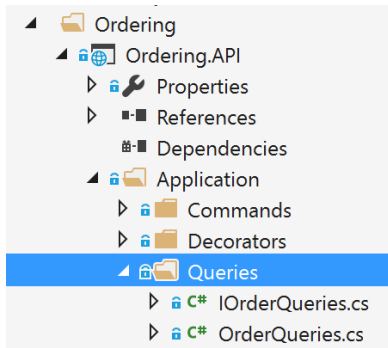 Ordering
Ordering.API
Properties
References
Dependencies
Application
Commands
Decorators
Queries
C# IOrderQueries.cs
C# OrderQueries.cs